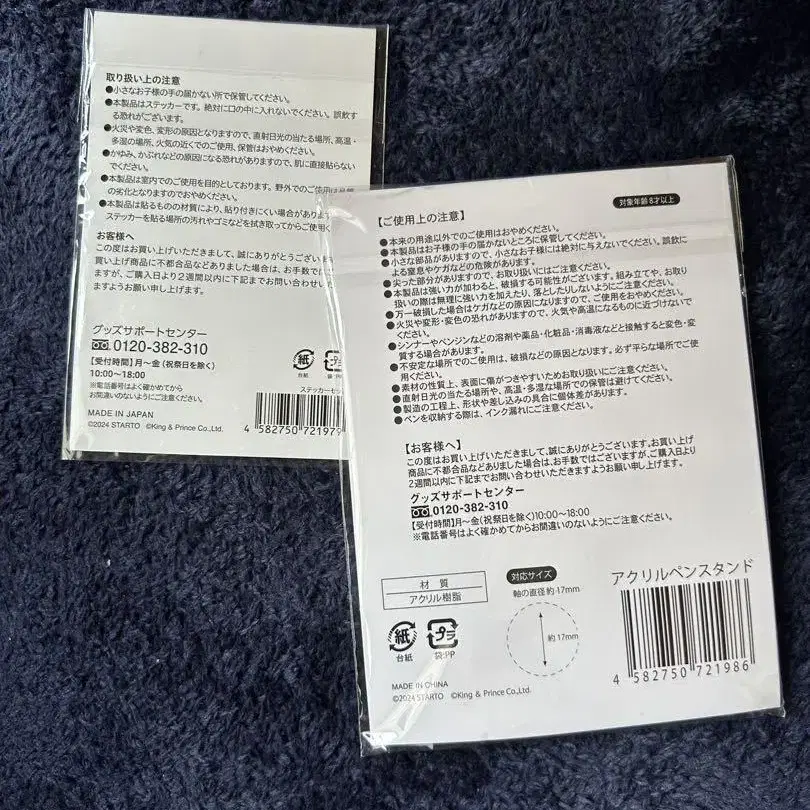 取り扱い上の注意
●小さなお子様の手の届かない所で保管してください。
●本製品はステッカーです。絶対に口の中に入れないでください。誤飲す
る恐れがございます。
●火災や変色、変形の原因となりますので、直射日光の当たる場所、高温・
多湿の場所、火気の近くでのご使用、保管はおやめください。
●かゆみ、かぶれなどの原因になる恐れがありますので、肌に直接貼らない
でください。
●本製品は室内でのご使用を目的としております。野外でのご使用は品質
の劣化となりますのでおやめください。
●本製品は貼るものの材質により、貼り付きにくい場合があります
ステッカーを貼る場所の汚れやゴミなどを拭き取ってからご使用く
お客様へ
この度はお買い上げいただきまして、誠にありがとうござい
買い上げ商品に不都合品などありました場合は、お手数では
ますが、ご購入日より2週間以内に下記までお問い合わせいた
ますようお願い申し上げます。
グッズサポートセンター
0120-382-310
【受付時間】月〜金(祝祭日を除く)
10:00〜18:00
※電話番号はよく確かめてから
お間違いのないようにご注意ください。
MADE IN JAPAN
©2024 STARTO ©King & Prince Co.,Ltd.
紙
台紙
プラ
ステッカーセッ
4 582750 72197
対象年齢8才以上
【ご使用上の注意】
●本来の用途以外でのご使用はおやめください。
●本製品はお子様の手の届かないところに保管してください。
●小さな部品がありますので、小さなお子様には絶対に与えないでください。誤飲に
よる窒息やケガなどの危険があります。
●尖った部分がありますので、お取り扱いにはご注意ください。
●本製品は強い力が加わると、破損する可能性がございます。組み立てや、お取り
扱いの際は無理に強い力を加えたり、落としたりしないようにご注意ください。
●万一破損した場合はケガなどの原因になりますので、ご使用をおやめください。
●火災や変形・変色の恐れがありますので、火気や高温になるものに近づけないで
ください。
●シンナーやベンジンなどの溶剤や薬品・化粧品・消毒液などと接触すると変色・変
質する場合があります。
●不安定な場所でのご使用は、破損などの原因となります。必ず平らな場所でご使
用ください。
●素材の性質上、表面に傷がつきやすいためお取り扱いにご注意ください。
●直射日光の当たる場所や、高温・多湿な場所での保管は避けてください。
●製造の工程上、形状や差し込みの具合に個体差があります。
●ペンを収納する際は、インク漏れにご注意ください。
【お客様へ】
この度はお買い上げいただきまして、誠にありがとうございます。お買い上げ
商品に不都合品などありました場合は、お手数ではございますが、ご購入日より
2週間以内に下記までお問い合わせいただきますようお願い申し上げます。
グッズサポートセンター
0120-382-310
【受付時間】月〜金(祝祭日を除く)10:00〜18:00
※電話番号はよく確かめてからお間違いのないようにご注意ください。
材 質
アクリル樹脂
対応サイズ
軸の直径 約17mm
約17mm
アクリルペンスタンド
4 582750 721986
紙
台紙
プラ
袋:PP
MADE IN CHINA
©2024 STARTO ©King & Prince Co.,Ltd.